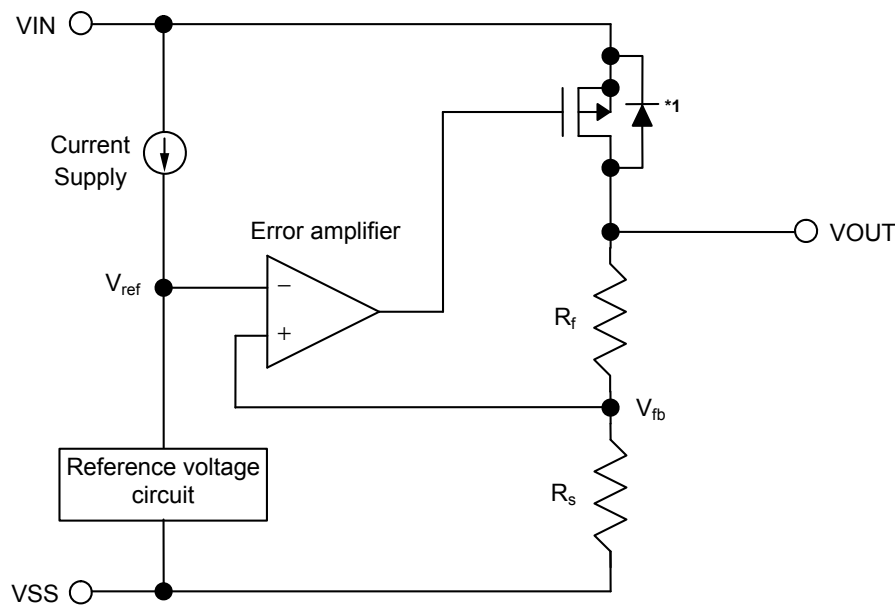 VIN
*1
Current
Supply
VOUT
Error amplifier
Vref
−
+
Rf
Vfb
Reference voltage
circuit
Rs
VSS